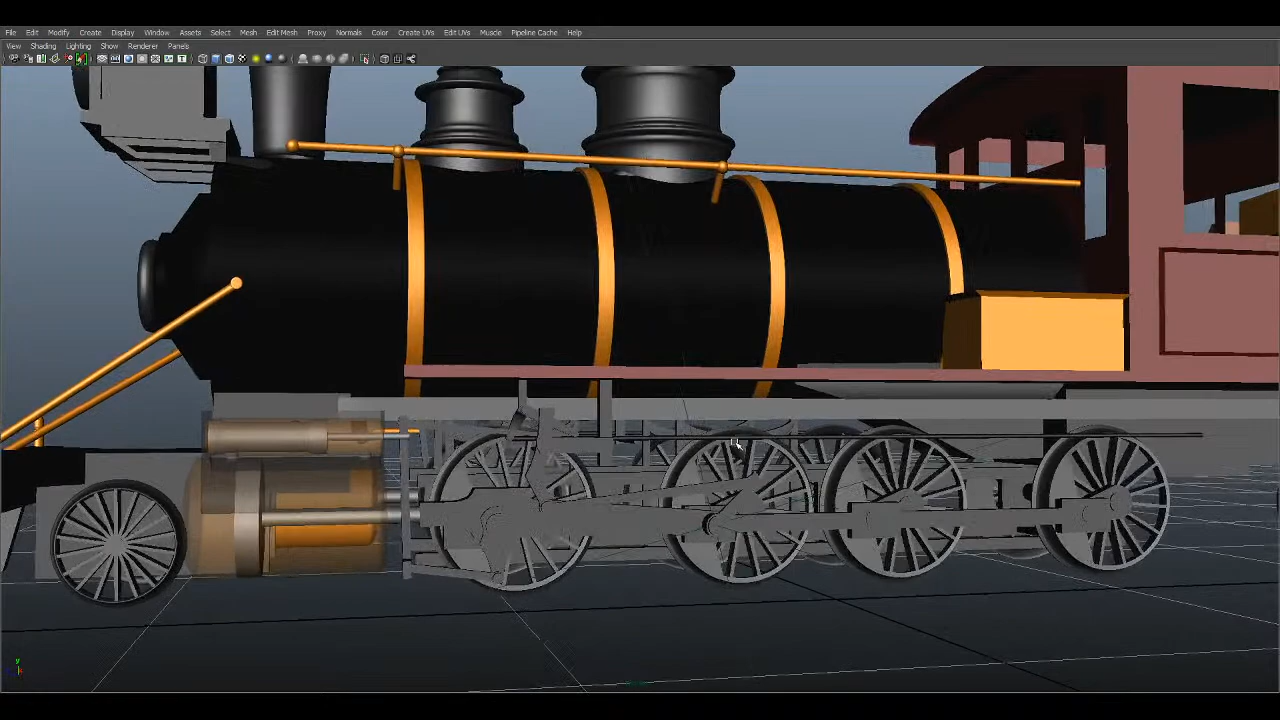 File Edit Modify Create Display Window Assets Select Mesh Edit Mesh Proxy Normals Color Create UVs Edit UVs Muscle Pipeline Cache Help
View Shading Lighting Show Renderer Panels
y